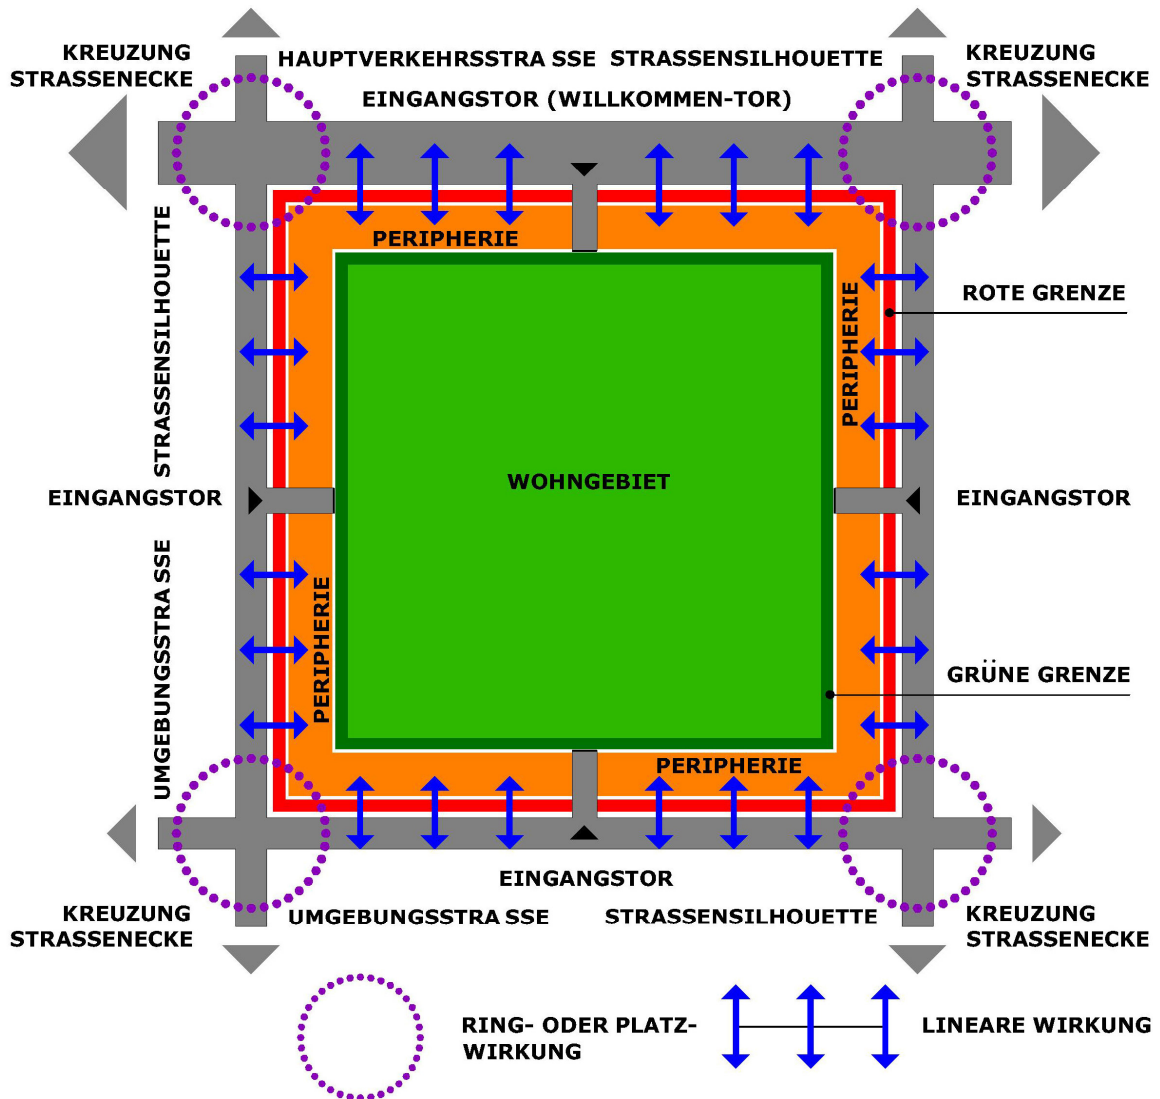 KREUZUNG
STRASSENECKE
HAUPTVERKEHRSSTRA SSE STRASSENSILHOUETTE
KREUZUNG
STRASSENECKE
EINGANGSTOR (WILLKOMMEN-TOR)
PERIPHERIE
STRASSENSILHOUETTE
PERIPHERIE
ROTE GRENZE
WOHNGEBIET
EINGANGSTOR
EINGANGSTOR
UMGEBUNGSSTRA SSE
PERIPHERIE
GRÜNE GRENZE
PERIPHERIE
EINGANGSTOR
KREUZUNG
STRASSENECKE
UMGEBUNGSSTRA SSE
STRASSENSILHOUETTE
KREUZUNG
STRASSENECKE
RING- ODER PLATZ-
WIRKUNG
LINEARE WIRKUNG